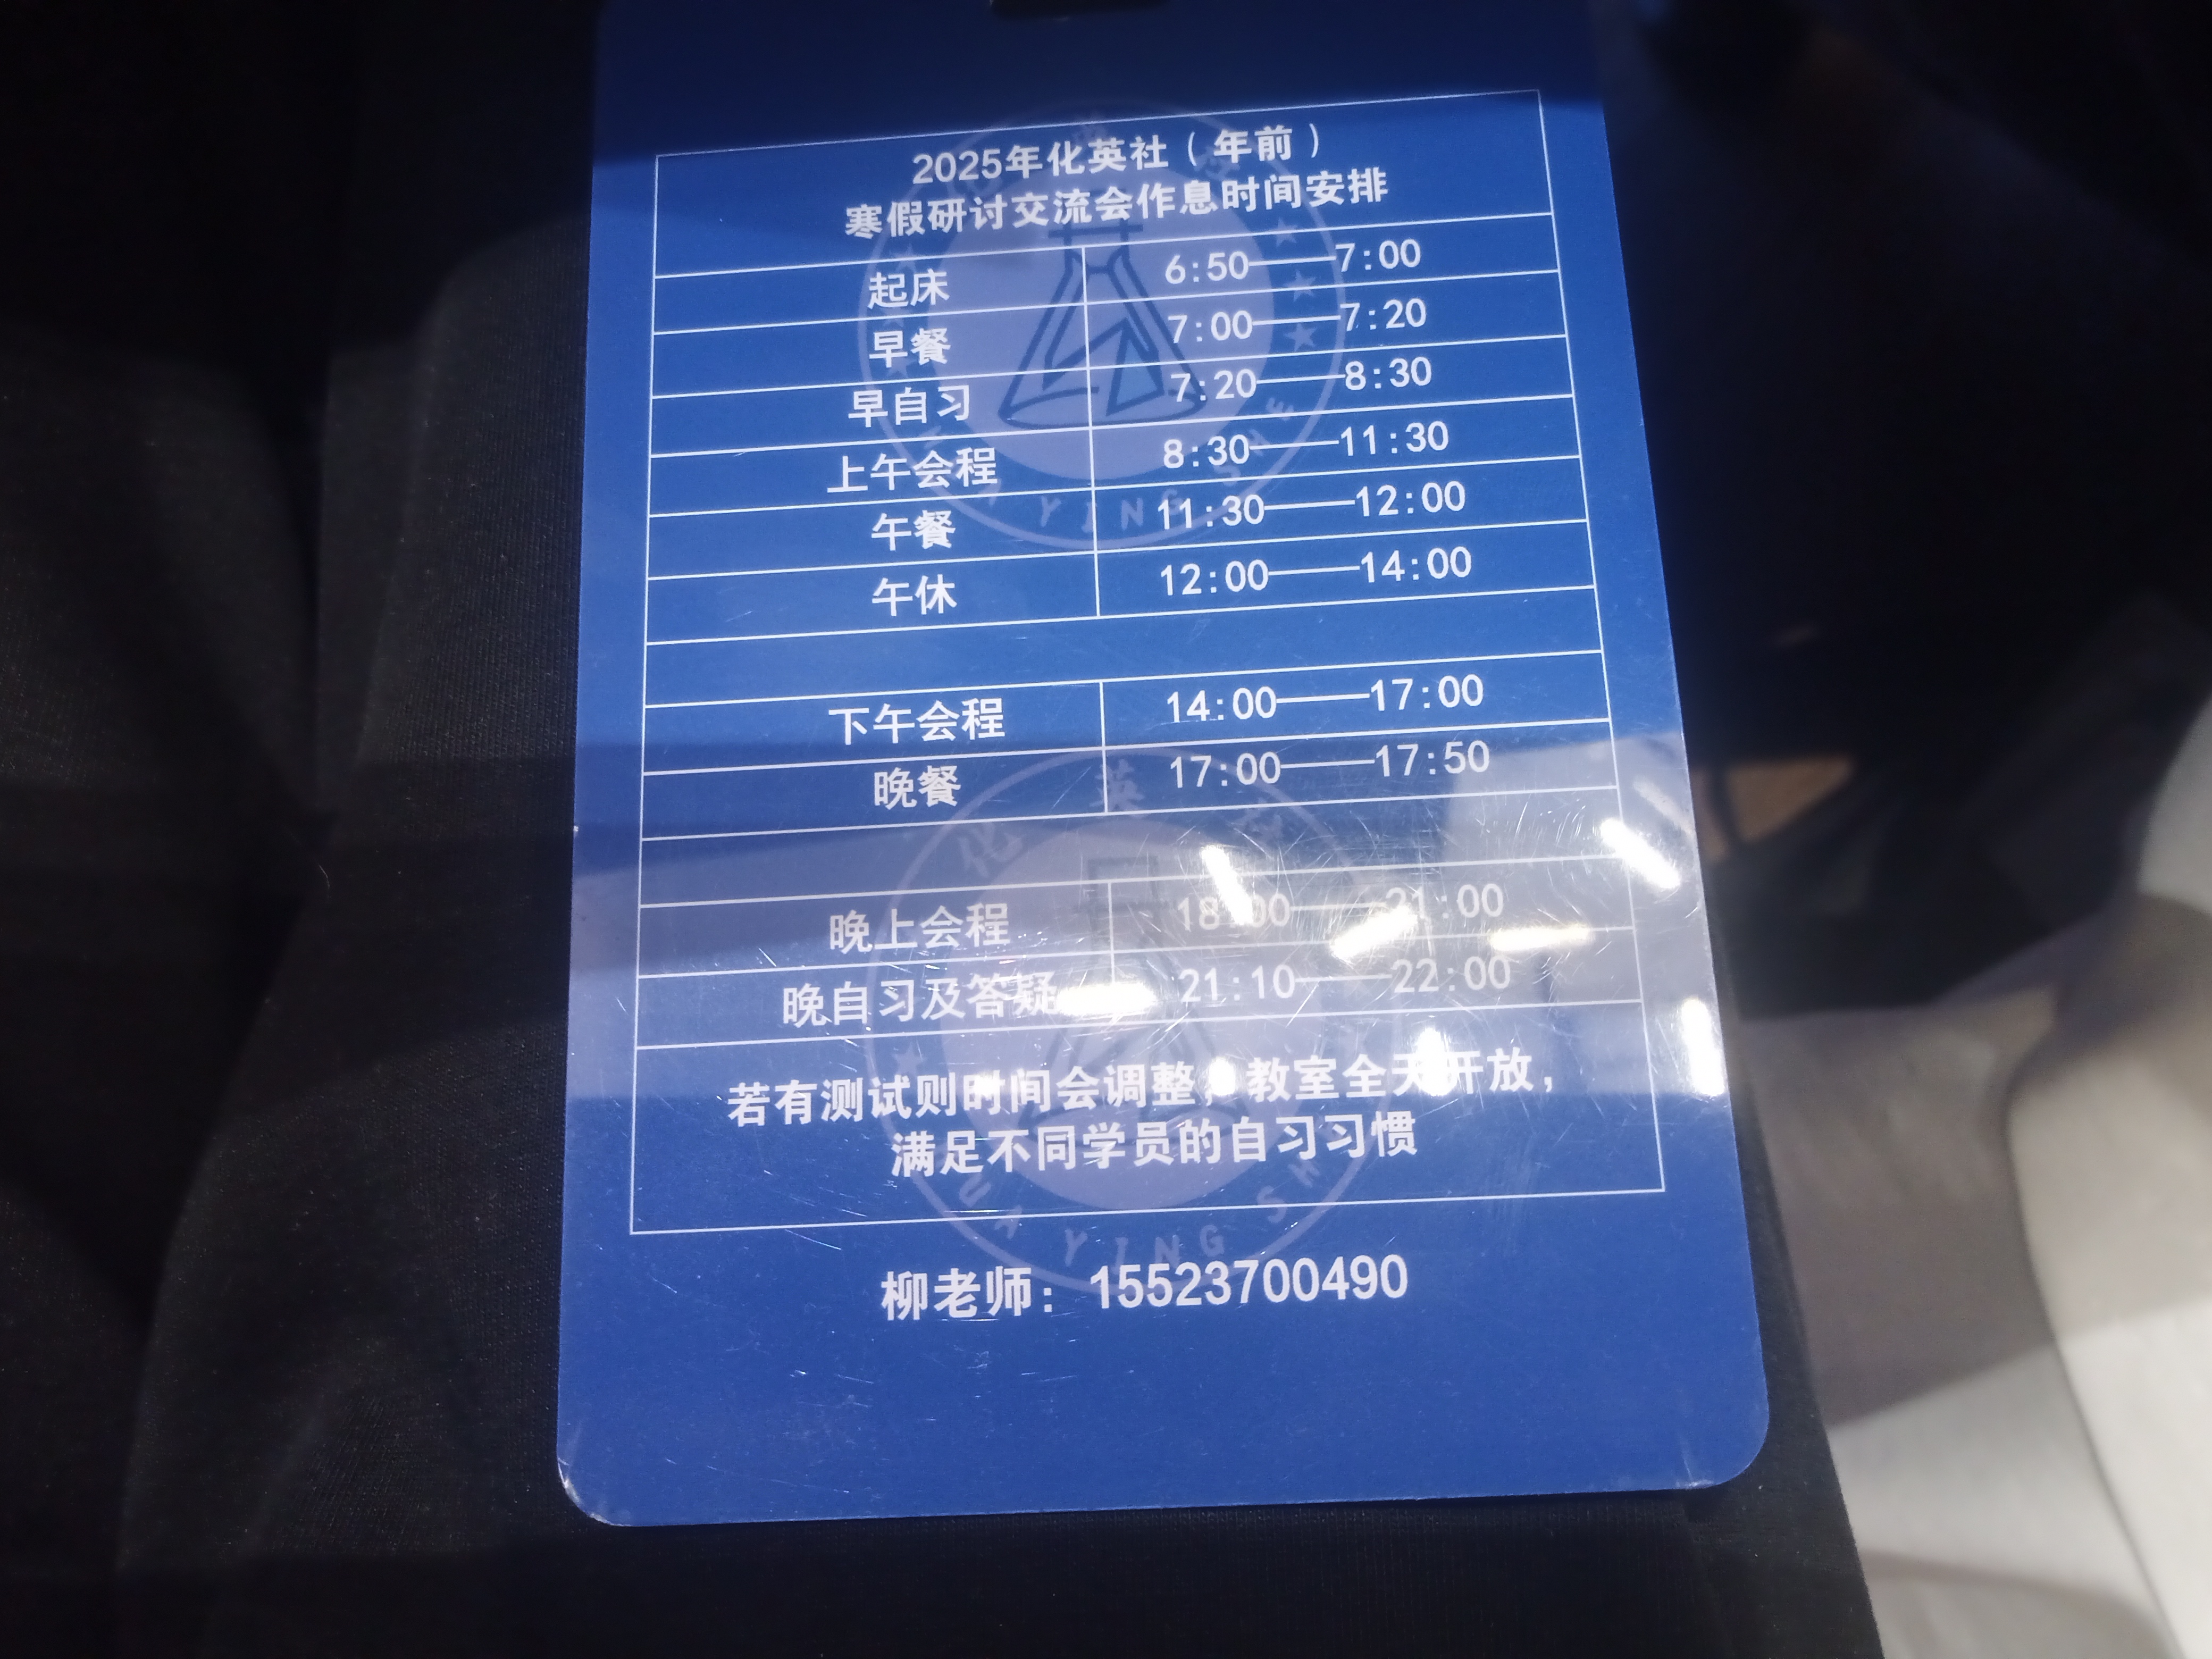 2025年化英社（年前）
寒假研讨交流会作息时间安排
起床 6:50——7:00
早餐 7:00——7:20
早自习 7:20——8:30
上午会程 8:30——11:30
午餐 11:30——12:00
午休 12:00——14:00
下午会程 14:00——17:00
晚餐 17:00——17:50
晚上会程 18:00——21:00
晚自习及答疑 21:10——22:00
若有测试则时间会调整，教室全天开放，
满足不同学员的自习习惯
柳老师：15523700490